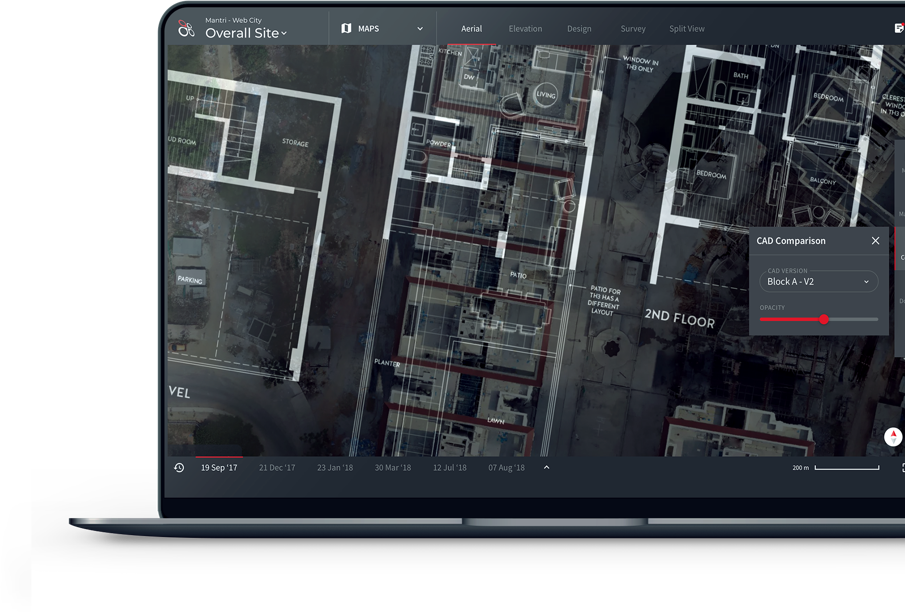 Mantri - Web City
Overall Site
MAPS
Aerial
Elevation
Design
Survey
Split View
KITCHEN
DW
LIVING
WINDOW IN
TH3 ONLY
BATH
BEDROOM
UP
STORAGE
UD ROOM
POWDER
BEDROOM
BALCONY
PARKING
PATIO
PATIO FOR
TH3 HAS A
DIFFERENT
LAYOUT
2ND FLOOR
CAD Comparison
CAD VERSION
Block A - V2
OPACITY
PLANTER
VEL
LAWN
19 Sep '17
21 Dec '17
23 Jan '18
30 Mar '18
12 Jul '18
07 Aug '18
200 m